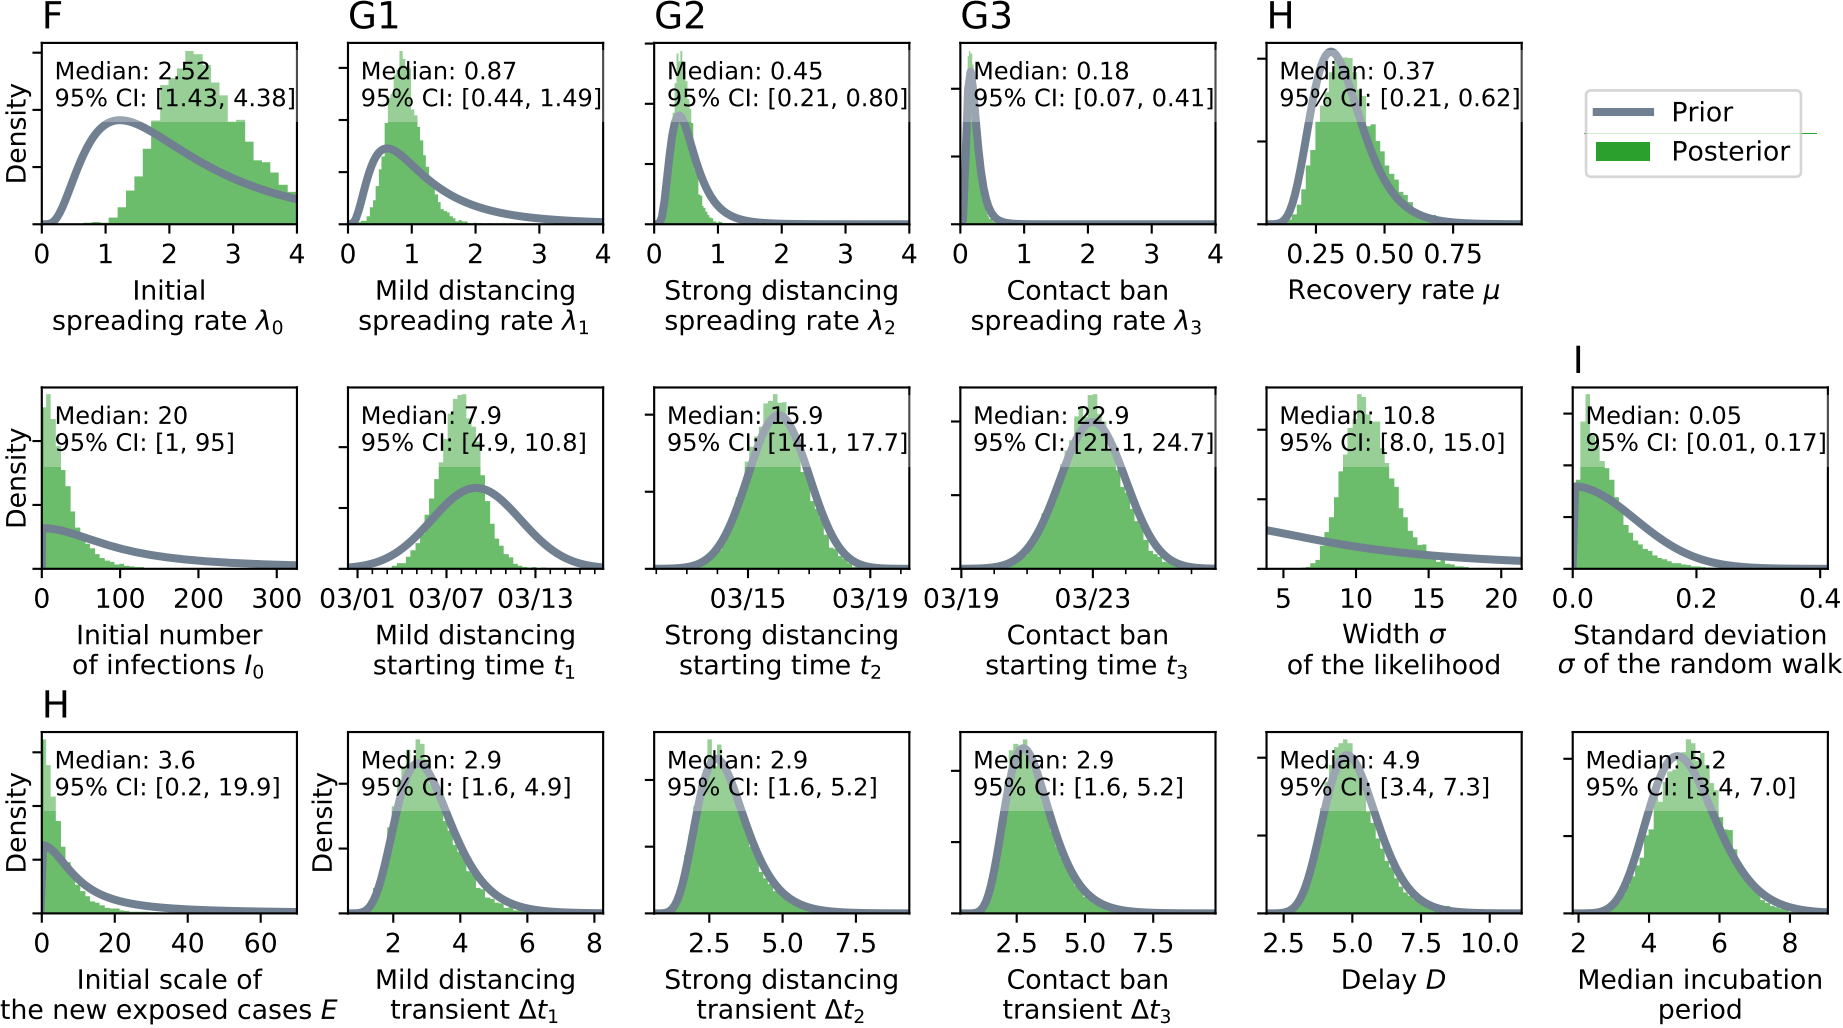 F
G1
G2
G3
H
Density
Median: 2.52
95% CI: [1.43, 4.38]
0 1 2 3 4
Initial
spreading rate λ0
Median: 0.87
95% CI: [0.44, 1.49]
0 1 2 3 4
Mild distancing
spreading rate λ1
Median: 0.45
95% CI: [0.21, 0.80]
0 1 2 3 4
Strong distancing
spreading rate λ2
Median: 0.18
95% CI: [0.07, 0.41]
0 1 2 3 4
Contact ban
spreading rate λ3
Median: 0.37
95% CI: [0.21, 0.62]
0.25 0.50 0.75
Recovery rate μ
Prior
Posterior
I
Density
Median: 20
95% CI: [1, 95]
0 100 200 300
Initial number
of infections I0
Median: 7.9
95% CI: [4.9, 10.8]
03/01 03/07 03/13
Mild distancing
starting time t1
Median: 15.9
95% CI: [14.1, 17.7]
03/15 03/19
Strong distancing
starting time t2
Median: 22.9
95% CI: [21.1, 24.7]
03/19 03/23
Contact ban
starting time t3
Median: 10.8
95% CI: [8.0, 15.0]
5 10 15 20
Width σ
of the likelihood
Median: 0.05
95% CI: [0.01, 0.17]
0.0 0.2 0.4
Standard deviation
σ of the random walk
H
Density
Median: 3.6
95% CI: [0.2, 19.9]
0 20 40 60
Initial scale of
the new exposed cases E
Density
Median: 2.9
95% CI: [1.6, 4.9]
2 4 6 8
Mild distancing
transient Δt1
Median: 2.9
95% CI: [1.6, 5.2]
2.5 5.0 7.5
Strong distancing
transient Δt2
Median: 2.9
95% CI: [1.6, 5.2]
2.5 5.0 7.5
Contact ban
transient Δt3
Median: 4.9
95% CI: [3.4, 7.3]
2.5 5.0 7.5 10.0
Delay D
Median: 5.2
95% CI: [3.4, 7.0]
2 4 6 8
Median incubation
period